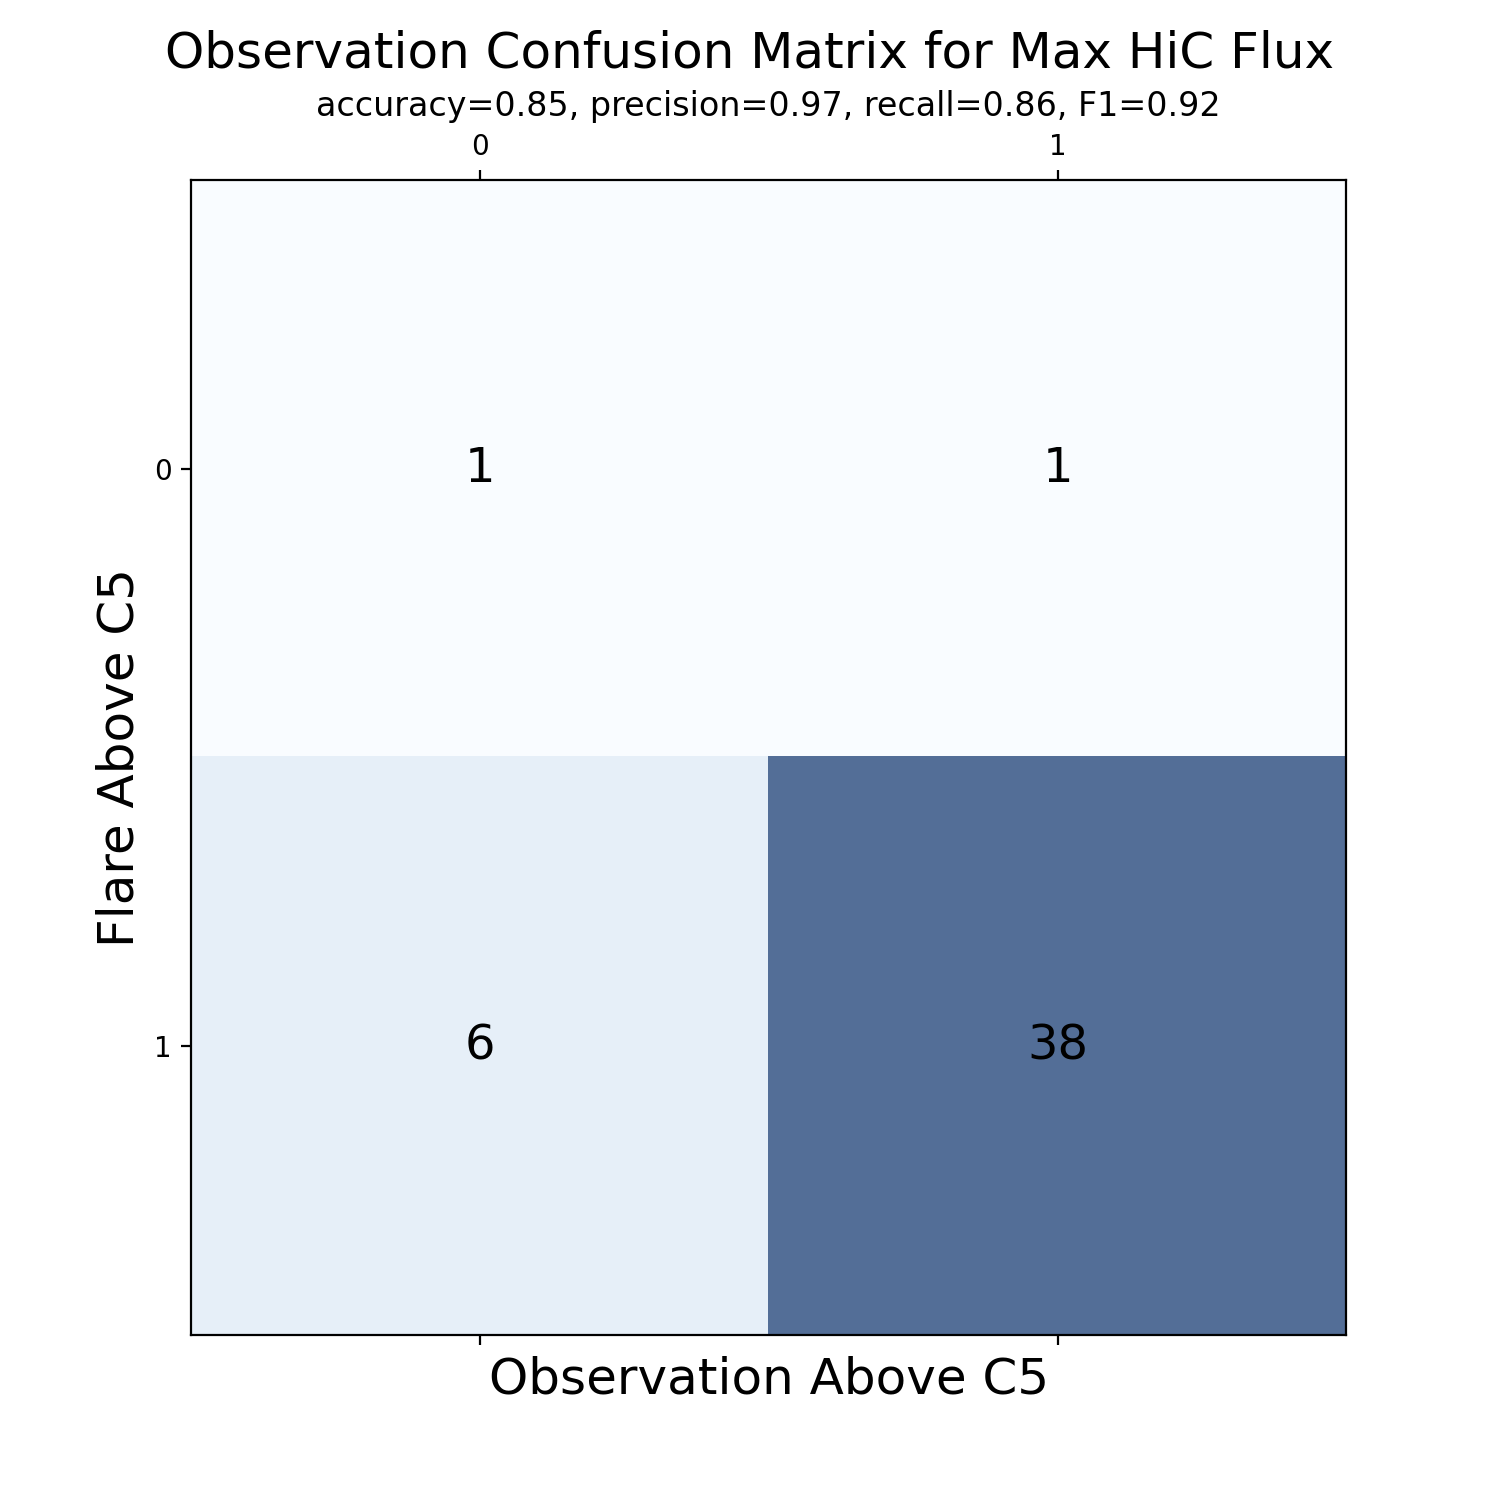 Observation Confusion Matrix for Max HiC Flux
accuracy=0.85, precision=0.97, recall=0.86, F1=0.92
0 1
0
1 1
Flare Above C5
1
6 38
Observation Above C5